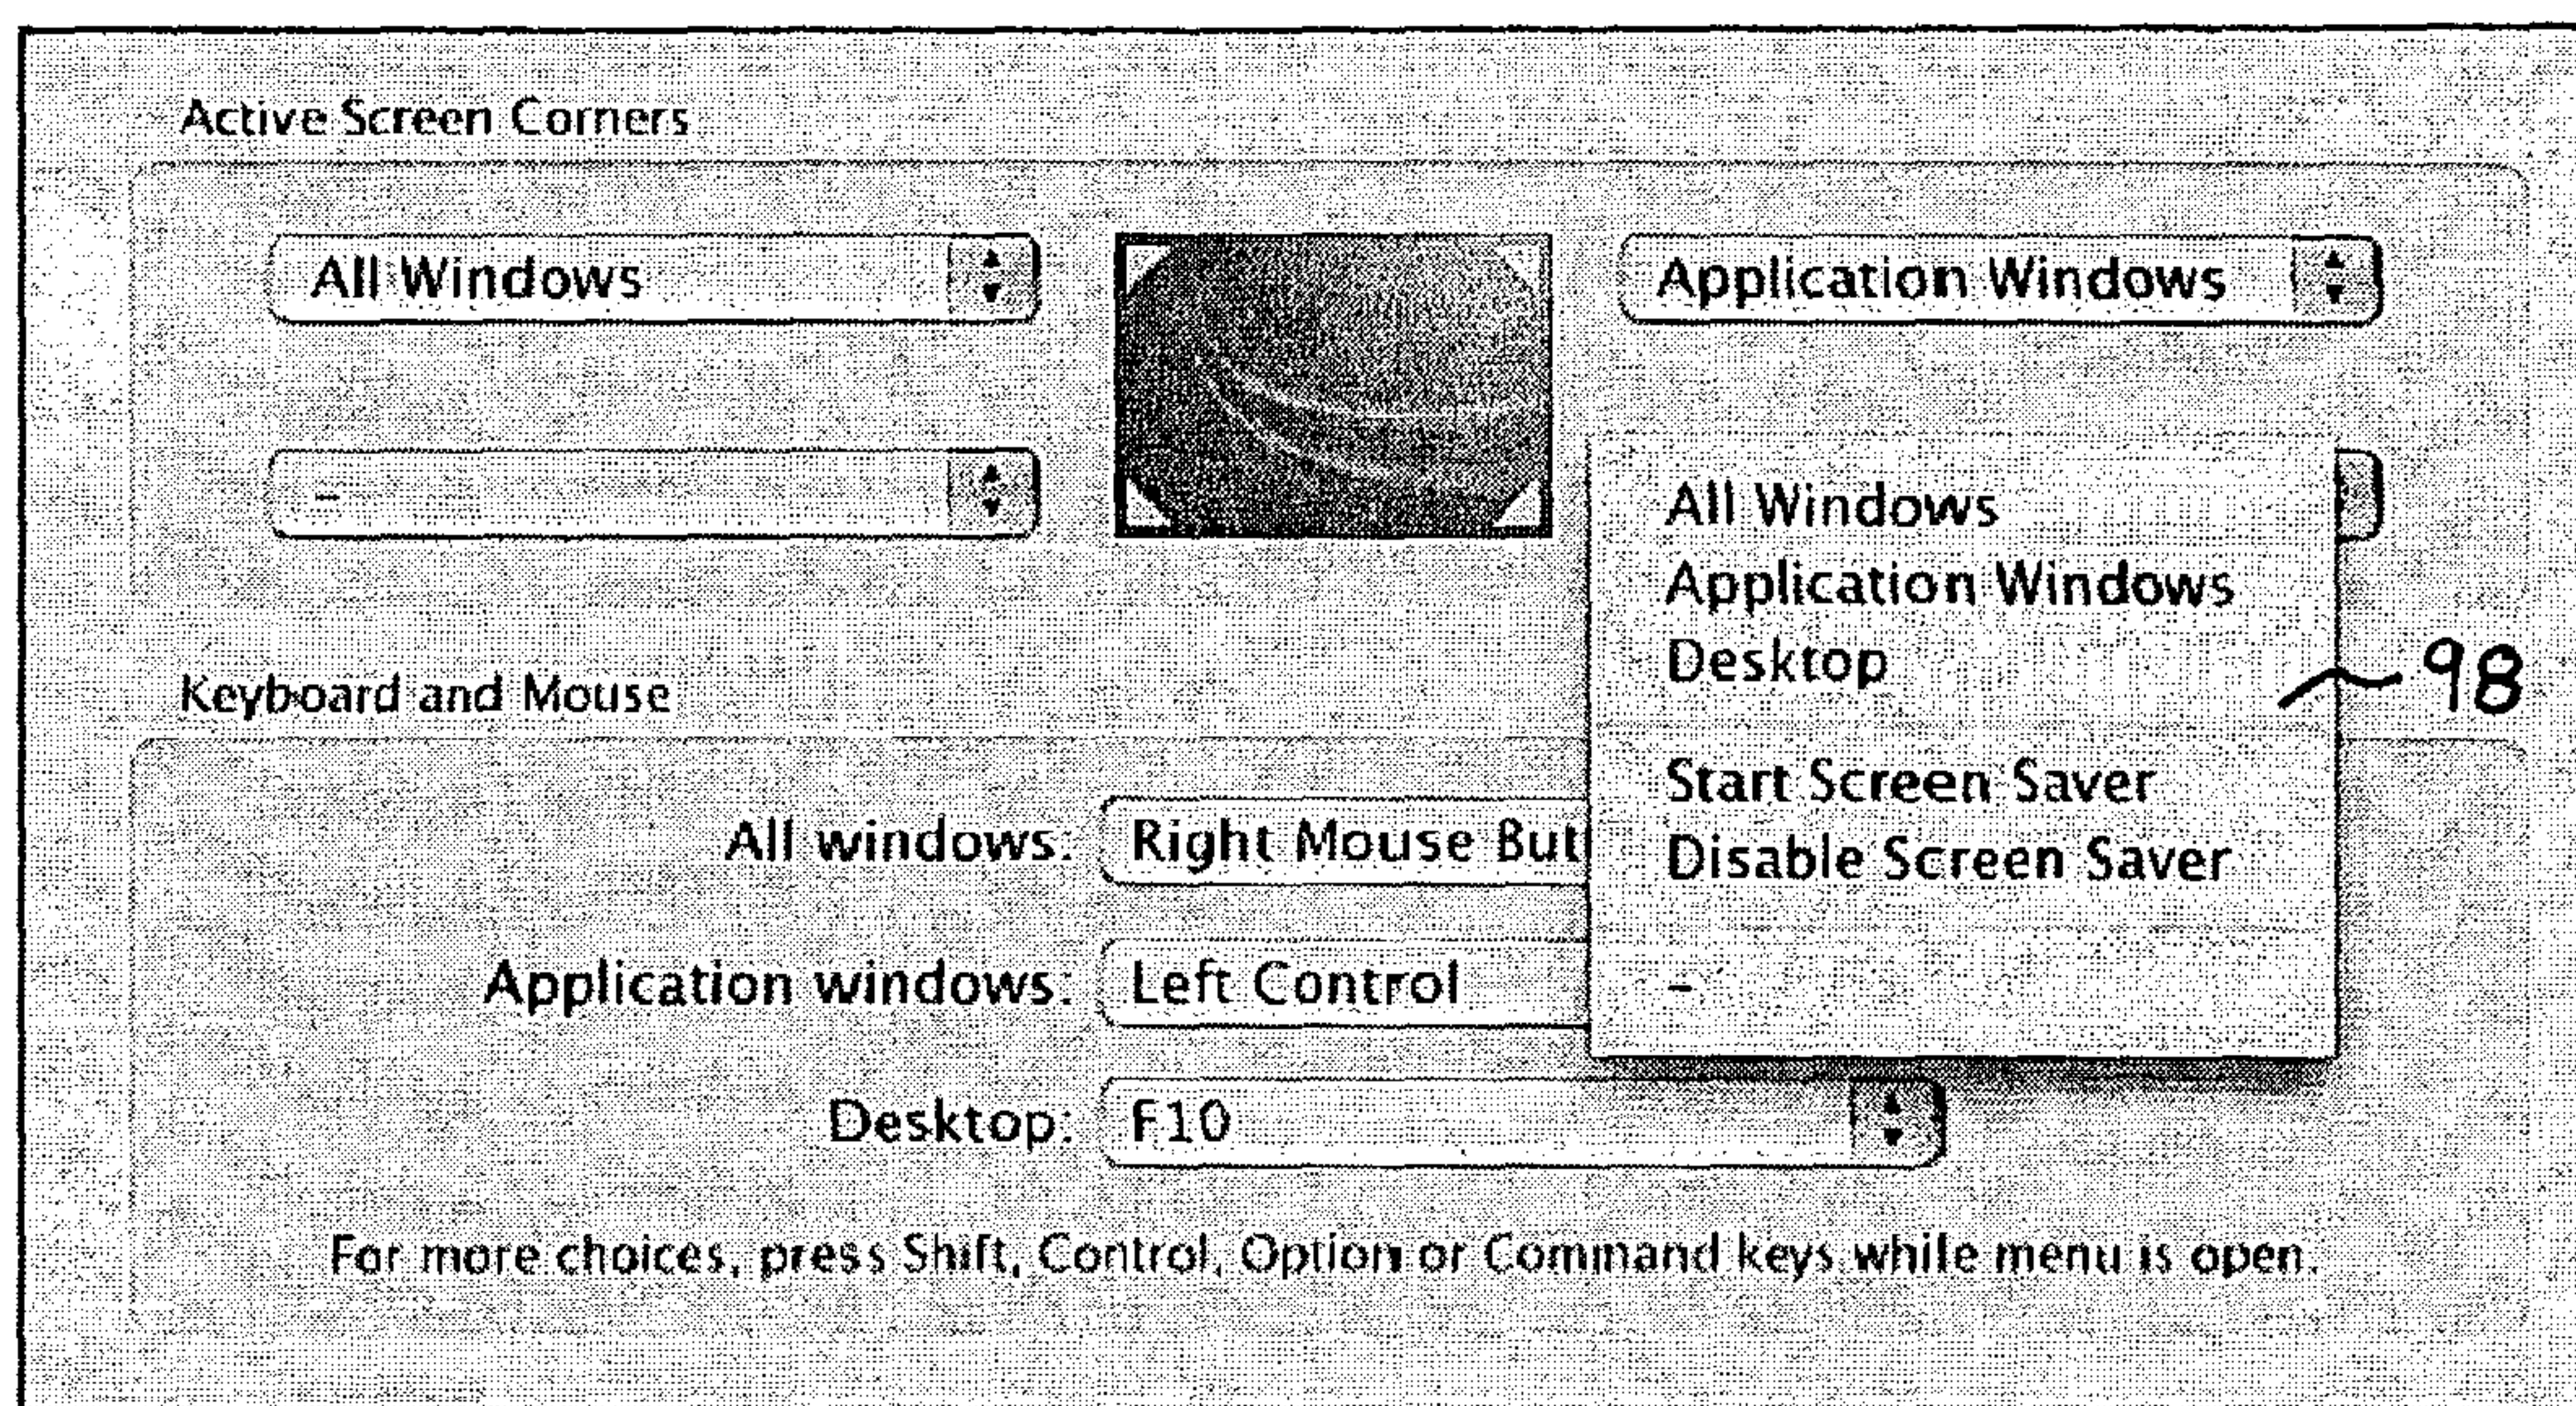 Active Screen Corners
All Windows
Application Windows
-
All Windows
Application Windows
Desktop
98
Start Screen Saver
Disable Screen Saver
-
Keyboard and Mouse
All windows: Right Mouse But
Application windows: Left Control
Desktop: F10
For more choices, press Shift, Control, Option or Command keys while menu is open.